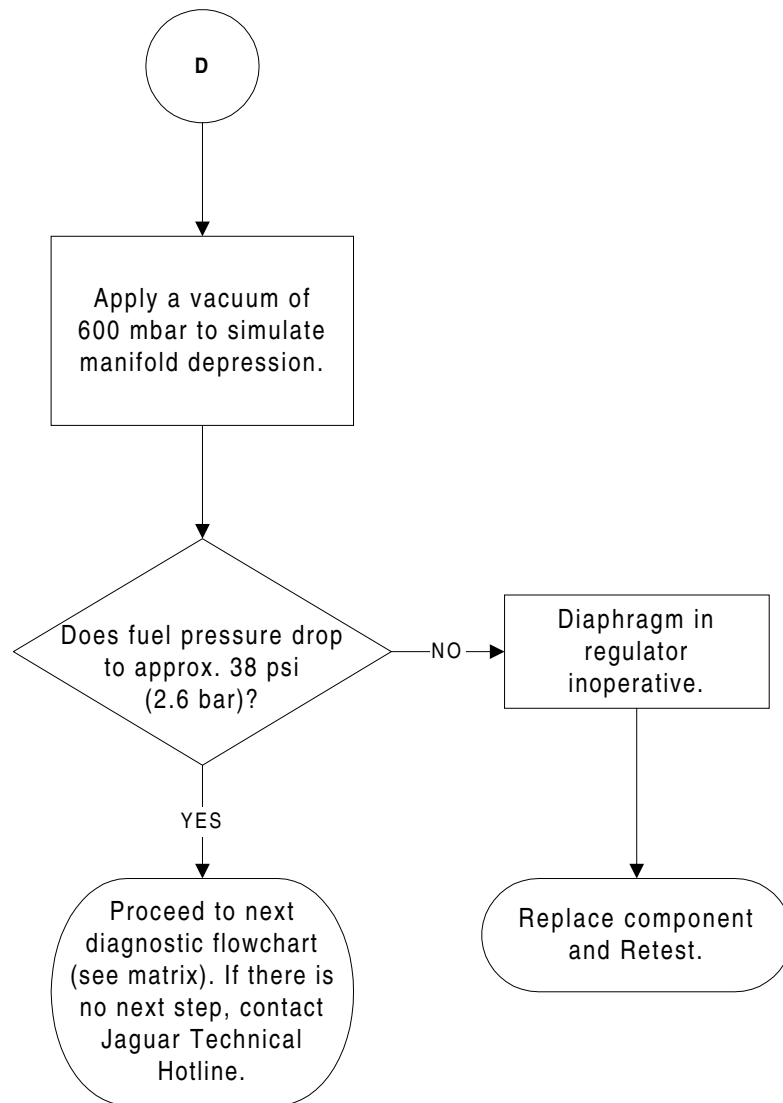 D
Apply a vacuum of
600 mbar to simulate
manifold depression.
Does fuel pressure drop
to approx. 38 psi
(2.6 bar)?
NO
Diaphragm in
regulator
inoperative.
YES
Proceed to next
diagnostic flowchart
(see matrix). If there is
no next step, contact
Jaguar Technical
Hotline.
Replace component
and Retest.